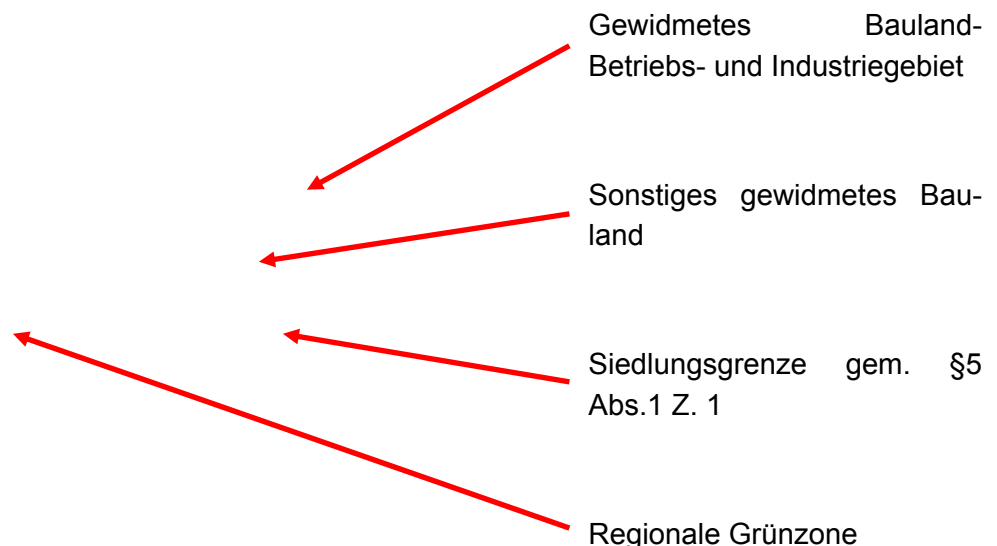 Gewidmetes Bauland-
Betriebs- und Industriegebiet
Sonstiges gewidmetes Bau-
land
Siedlungsgrenze gem. §5
Abs.1 Z. 1
Regionale Grünzone